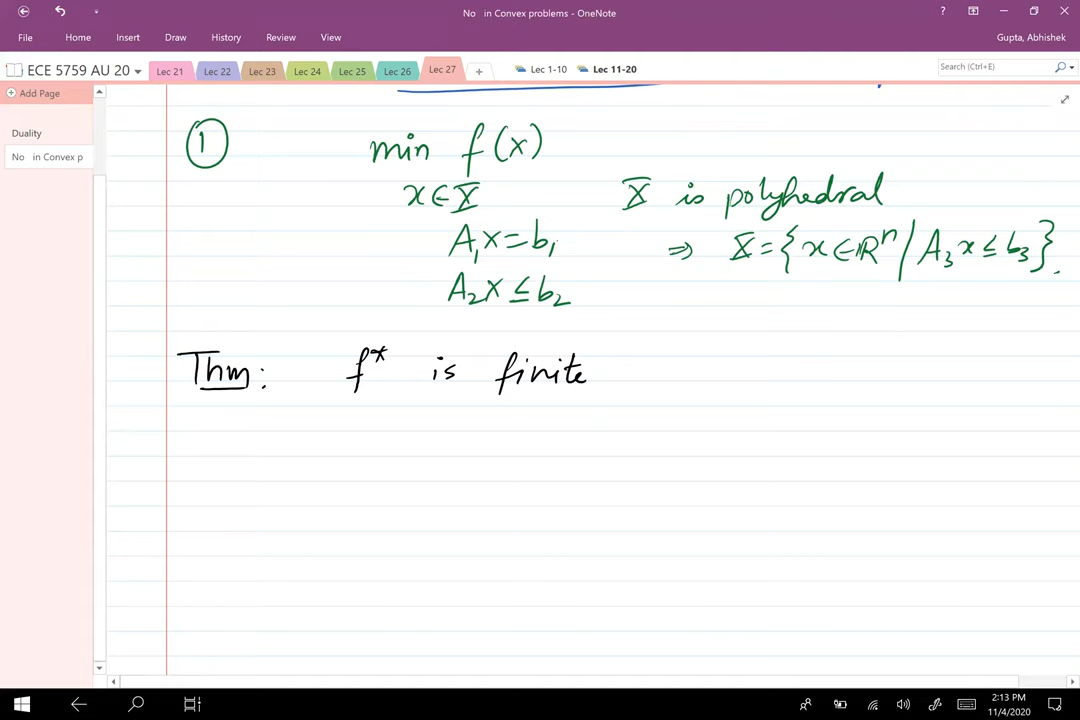 No in Convex problems - OneNote
?
File Home Insert Draw History Review View
Gupta, Abhishek
ECE 5759 AU 20
Lec 21
Lec 22
Lec 23
Lec 24
Lec 25
Lec 26
Lec 27
+
Lec 1-10
Lec 11-20
Search (Ctrl+E)
Add Page
Duality
No in Convex p
① min f(x)
x ∈ X X is polyhedral
A₁x = b₁ ⇒ X = {x ∈ ℝⁿ / A₃x ≤ b₃}.
A₂x ≤ b₂
Thm: f* is finite
2:13 PM
11/4/2020